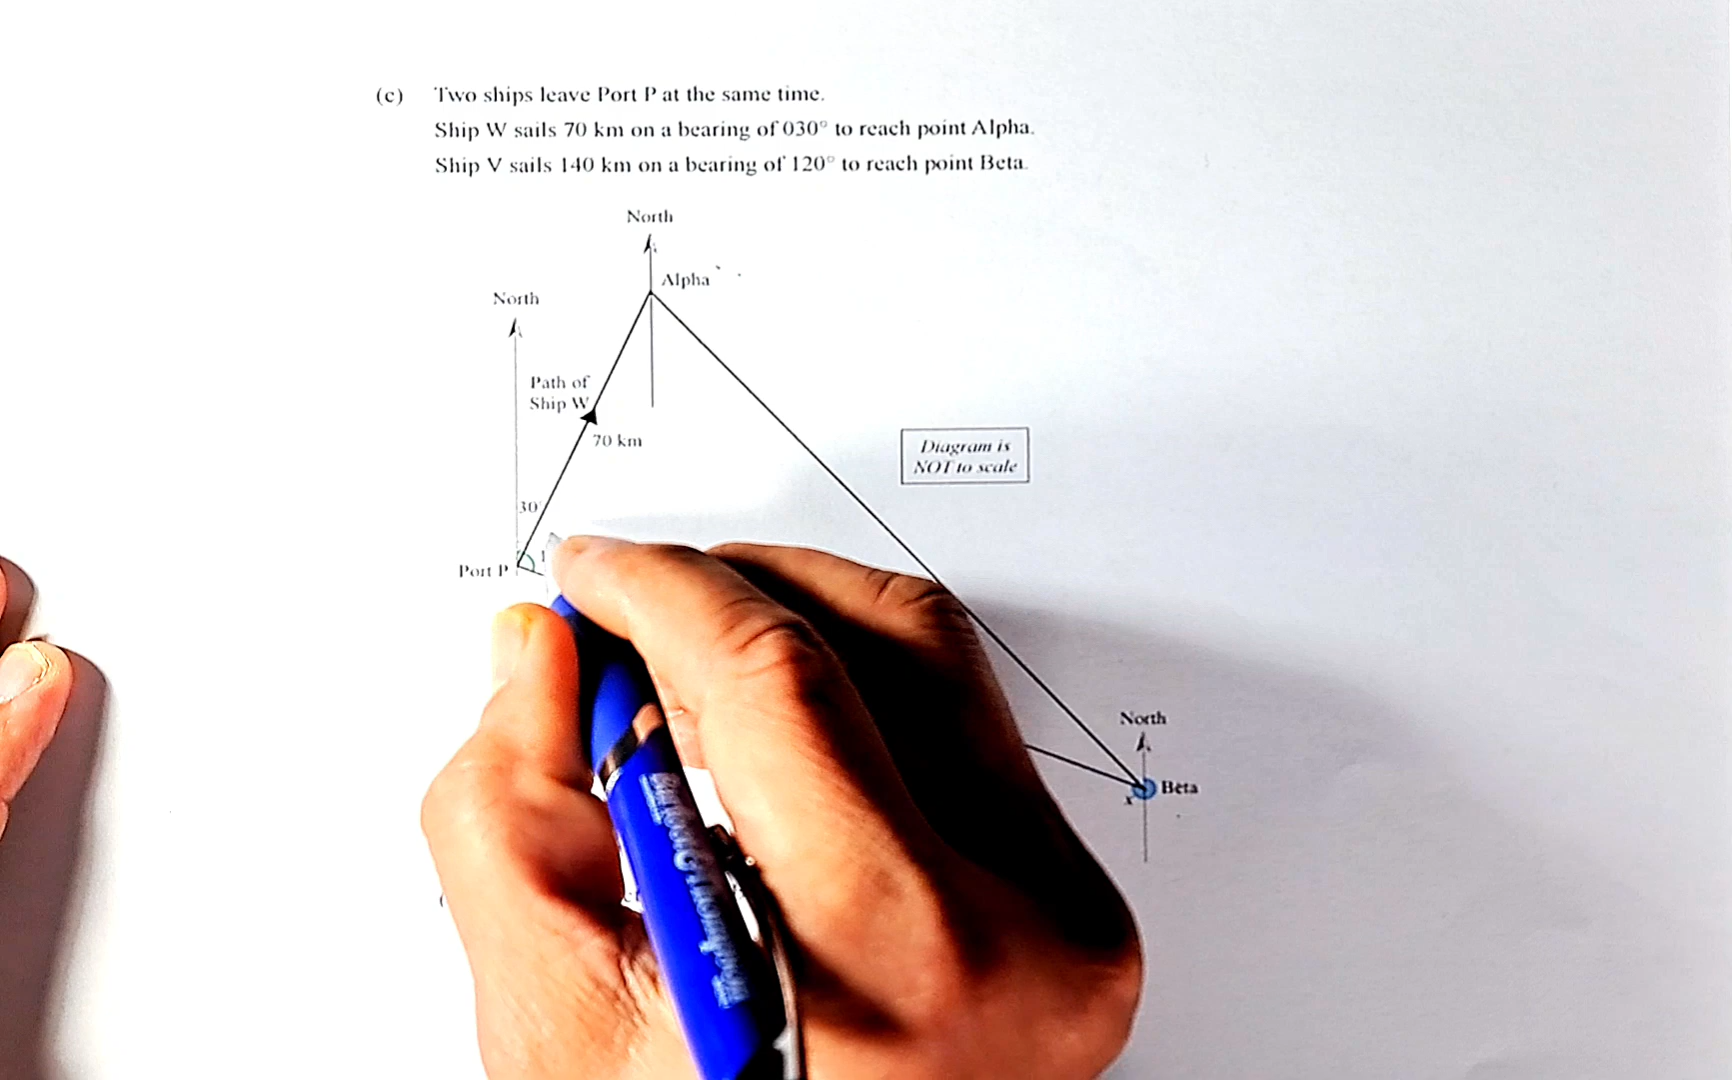 (c) Two ships leave Port P at the same time.
Ship W sails 70 km on a bearing of 030° to reach point Alpha.
Ship V sails 140 km on a bearing of 120° to reach point Beta.
North
Alpha
North
Path of
Ship W
70 km
Diagram is
NOT to scale
30°
Port P
North
Beta
x